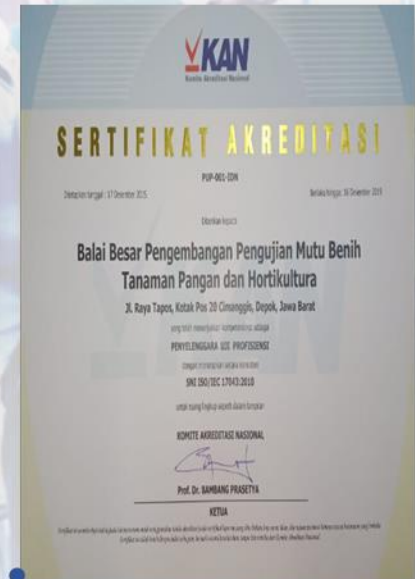 KAN
Komite Akreditasi Nasional
SERTIFIKAT AKREDITASI
PUP-001-IDN
Ditetapkan tanggal : 17 Desember 2015
Berlaku hingga: 16 Desember 2019
Diberikan kepada
Balai Besar Pengembangan Pengujian Mutu Benih
Tanaman Pangan dan Hortikultura
Jl. Raya Tapos, Kotak Pos 20 Cimanggis, Depok, Jawa Barat
yang telah menunjukkan kompetensinya sebagai
PENYELENGGARA UJI PROFISIENSI
dengan menerapkan secara konsisten
SNI ISO/IEC 17043:2010
untuk ruang lingkup seperti dalam lampiran
KOMITE AKREDITASI NASIONAL
Prof. Dr. BAMBANG PRASETYA
KETUA